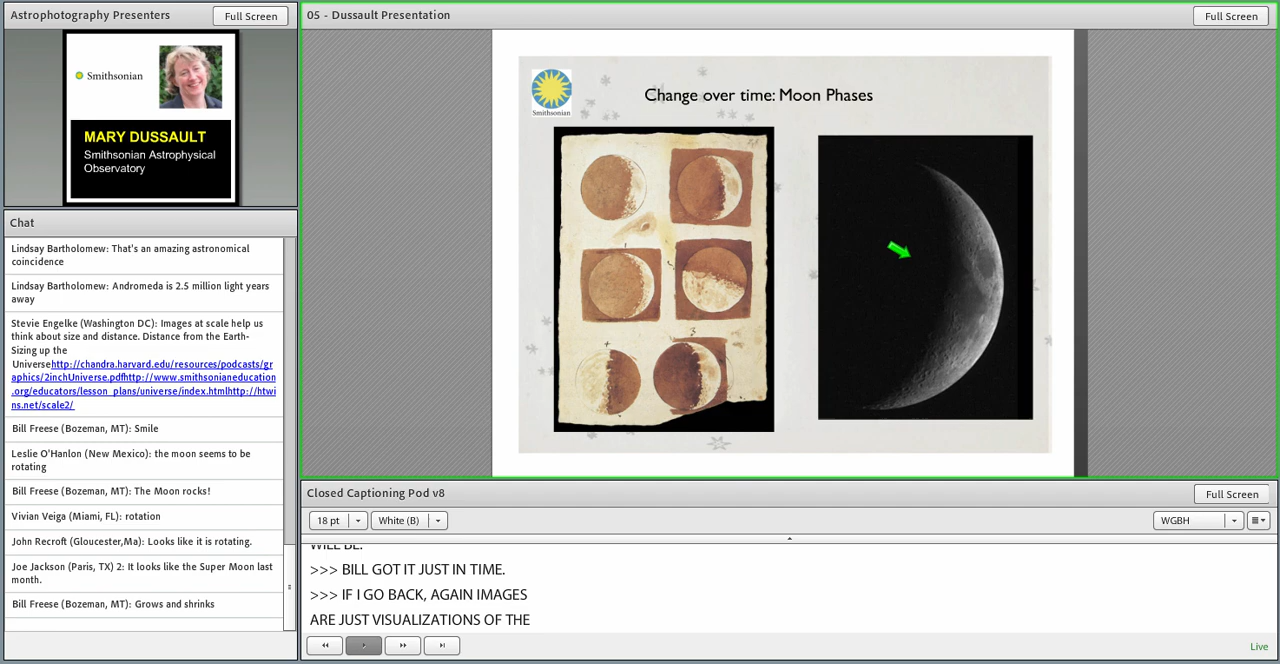 Astrophotography Presenters
Full Screen
Smithsonian
MARY DUSSAULT
Smithsonian Astrophysical
Observatory
Chat
Lindsay Bartholomew: That's an amazing astronomical
coincidence
Lindsay Bartholomew: Andromeda is 2.5 million light years
away
Stevie Engelke (Washington DC): Images at scale help us
think about size and distance. Distance from the Earth-
Sizing up the
Universehttp://chandra.harvard.edu/resources/podcasts/gr
aphics/2inchUniverse.pdfhttp://www.smithsonianeducation
.org/educators/lesson_plans/universe/index.htmlhttp://htwi
ns.net/scale2/
Bill Freese (Bozeman, MT): Smile
Leslie O'Hanlon (New Mexico): the moon seems to be
rotating
Bill Freese (Bozeman, MT): The Moon rocks!
Vivian Veiga (Miami, FL): rotation
John Recroft (Gloucester,Ma): Looks like it is rotating.
Joe Jackson (Paris, TX) 2: It looks like the Super Moon last
month.
Bill Freese (Bozeman, MT): Grows and shrinks
05 - Dussault Presentation
Full Screen
Smithsonian
Change over time: Moon Phases
Closed Captioning Pod v8
Full Screen
18 pt
White (B)
WGBH
WILL BE.
>>> BILL GOT IT JUST IN TIME.
>>> IF I GO BACK, AGAIN IMAGES
ARE JUST VISUALIZATIONS OF THE
Live